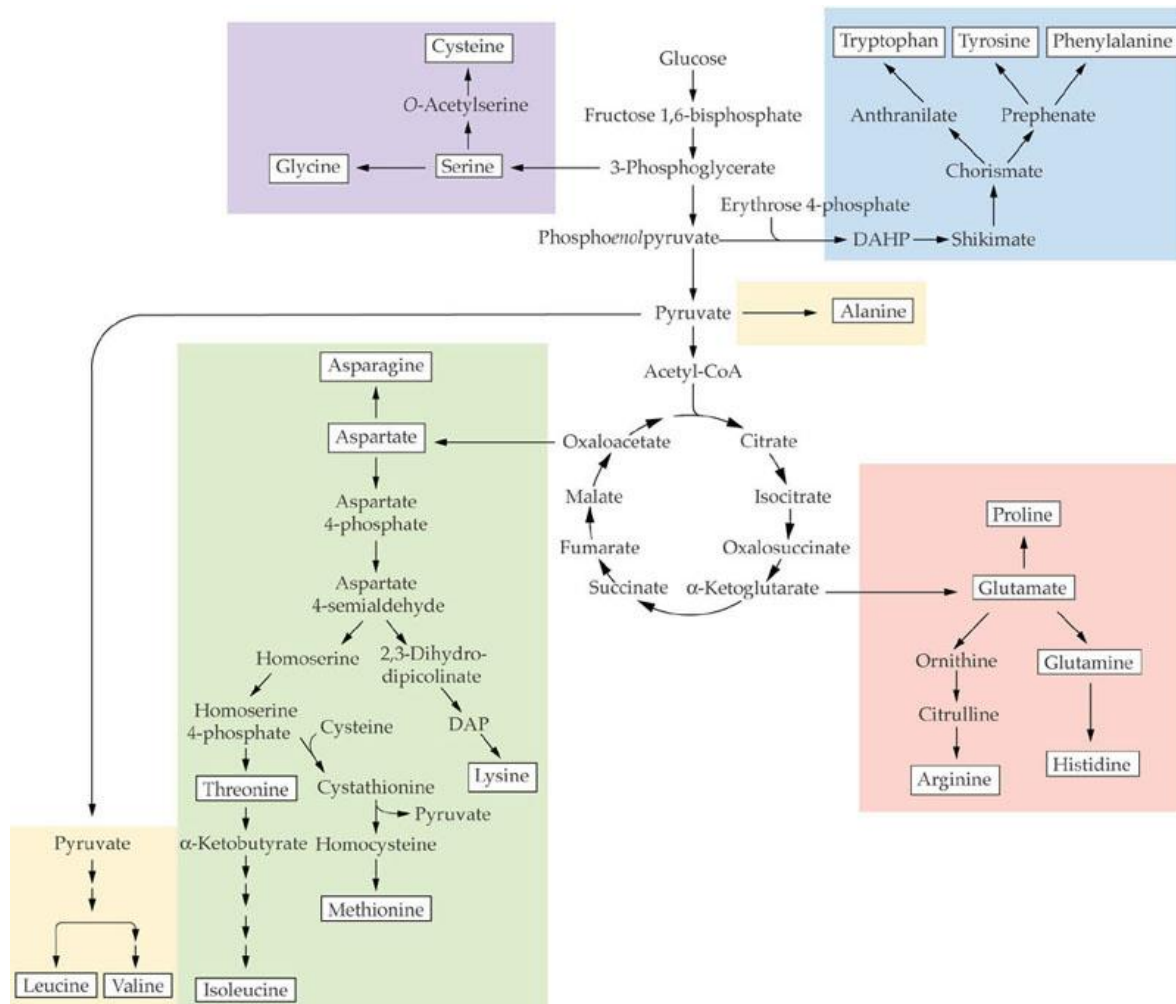 Cysteine
O-Acetylserine
Glycine
Serine
Glucose
Fructose 1,6-bisphosphate
3-Phosphoglycerate
Erythrose 4-phosphate
Phosphoenolpyruvate
Tryptophan
Tyrosine
Phenylalanine
Anthranilate
Prephenate
Chorismate
DAHP
Shikimate
Pyruvate
Alanine
Acetyl-CoA
Oxaloacetate
Citrate
Malate
Isocitrate
Fumarate
Oxalosuccinate
Succinate
α-Ketoglutarate
Asparagine
Aspartate
Aspartate
4-phosphate
Aspartate
4-semialdehyde
Homoserine
2,3-Dihydro-
dipicolinate
Homoserine
4-phosphate
Cysteine
DAP
Threonine
Cystathionine
Lysine
Pyruvate
α-Ketobutyrate
Homocysteine
Methionine
Isoleucine
Proline
Glutamate
Ornithine
Glutamine
Citrulline
Arginine
Histidine
Pyruvate
Leucine
Valine